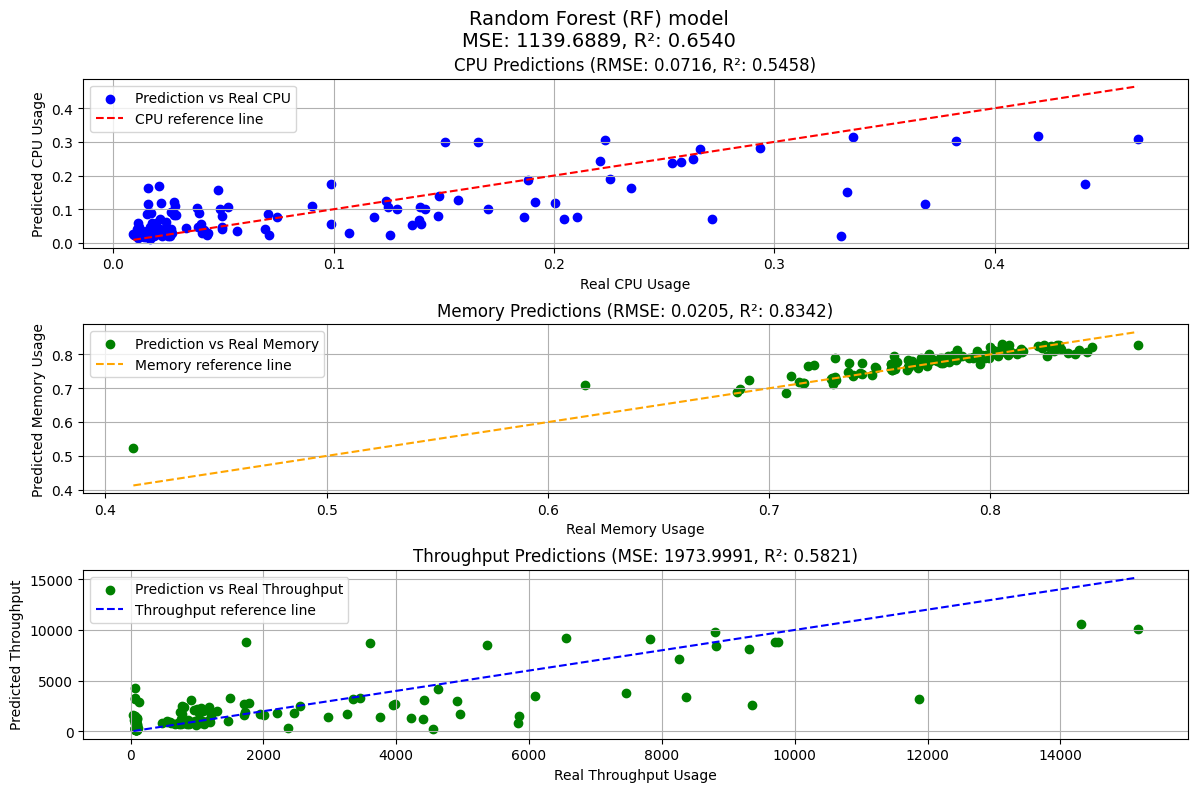 Random Forest (RF) model
MSE: 1139.6889, R²: 0.6540
CPU Predictions (RMSE: 0.0716, R²: 0.5458)
Prediction vs Real CPU
CPU reference line
Predicted CPU Usage
0.4
0.3
0.2
0.1
0.0
0.0 0.1 0.2 0.3 0.4
Real CPU Usage
Memory Predictions (RMSE: 0.0205, R²: 0.8342)
Prediction vs Real Memory
Memory reference line
Predicted Memory Usage
0.8
0.7
0.6
0.5
0.4
0.4 0.5 0.6 0.7 0.8
Real Memory Usage
Throughput Predictions (MSE: 1973.9991, R²: 0.5821)
Prediction vs Real Throughput
Throughput reference line
Predicted Throughput
15000
10000
5000
0
0 2000 4000 6000 8000 10000 12000 14000
Real Throughput Usage